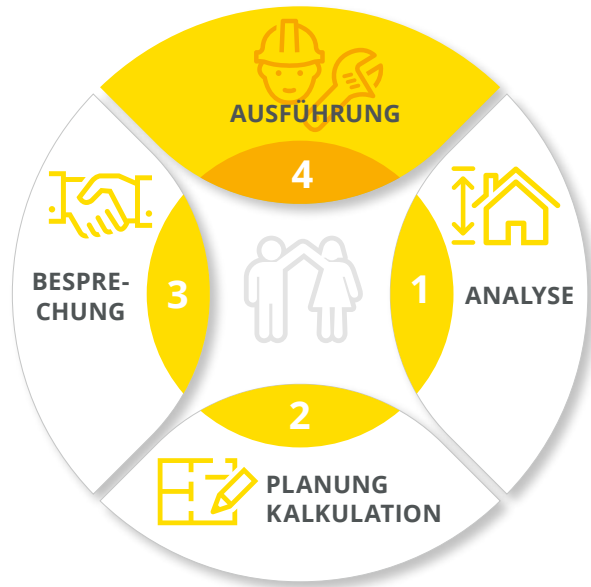 AUSFÜHRUNG
4
1
ANALYSE
2
PLANUNG
KALKULATION
3
BESPRE-
CHUNG